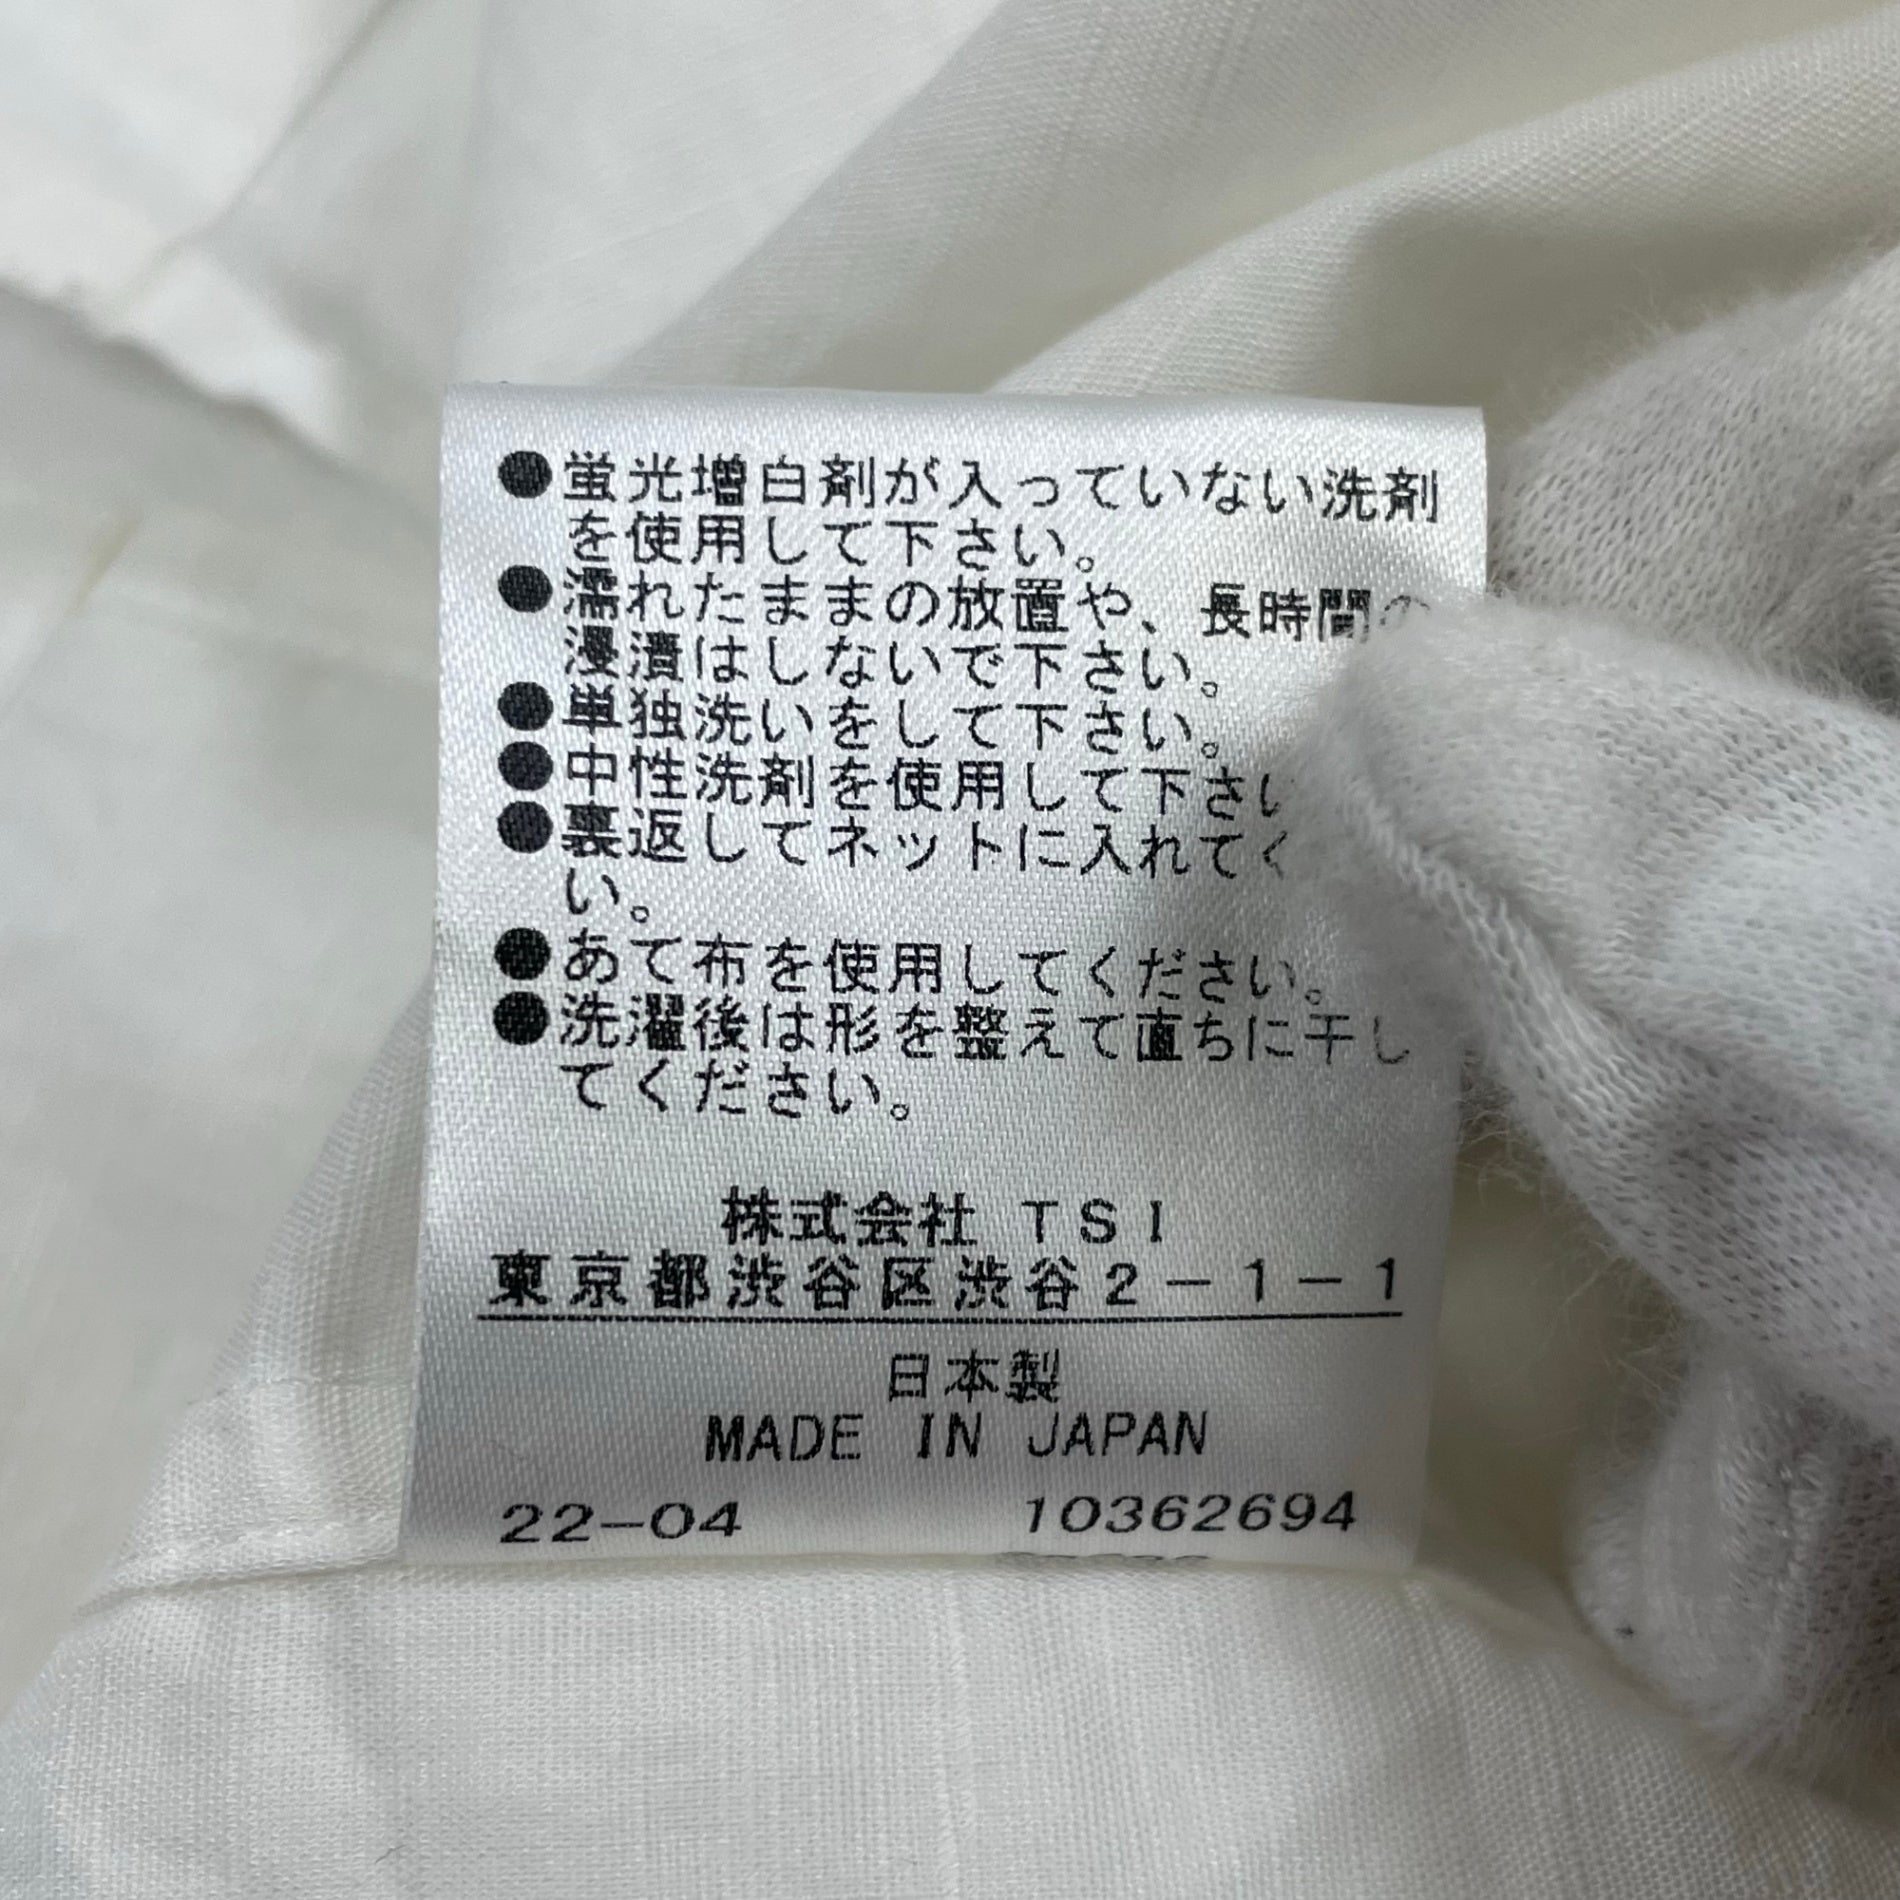 ●蛍光増白剤が入っていない洗剤
を使用して下さい。
●濡れたままの放置や、長時間の
浸漬はしないで下さい。
●単独洗いをして下さい。
●中性洗剤を使用して下さい
●裏返してネットに入れてく
い。
●あて布を使用してください。
●洗濯後は形を整えて直ちに干し
てください。
株式会社 TSI
東京都渋谷区渋谷2-1-1
日本製
MADE IN JAPAN
22-04 10362694